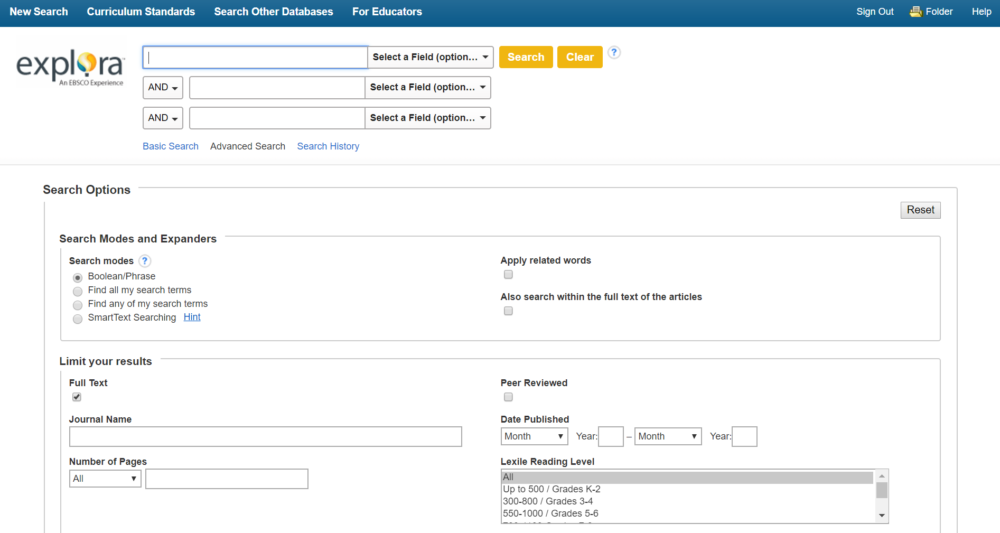 New Search Curriculum Standards Search Other Databases For Educators Sign Out Folder Help
explora™
An EBSCO Experience
Select a Field (option... Search Clear ?
AND Select a Field (option...
AND Select a Field (option...
Basic Search Advanced Search Search History
Search Options
Reset
Search Modes and Expanders
Search modes ?
Boolean/Phrase
Find all my search terms
Find any of my search terms
SmartText Searching Hint
Apply related words
Also search within the full text of the articles
Limit your results
Full Text
Peer Reviewed
Journal Name
Date Published
Month Year: – Month Year:
Number of Pages
All
Lexile Reading Level
All
Up to 500 / Grades K-2
300-800 / Grades 3-4
550-1000 / Grades 5-6